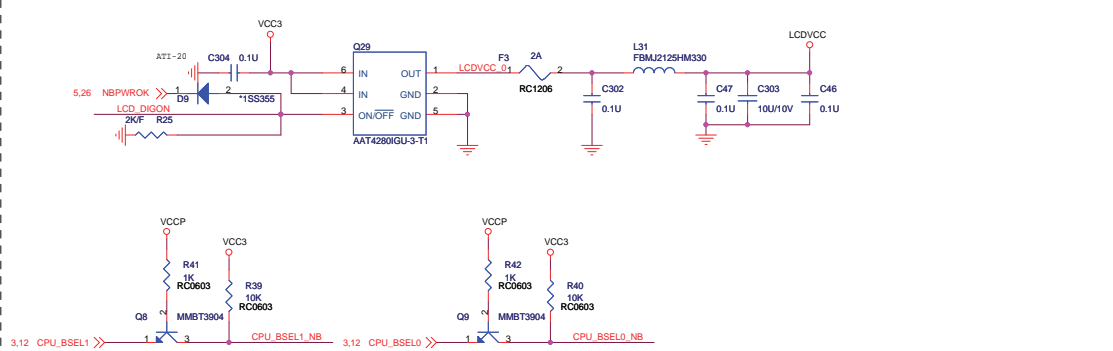 VCC3
LCDVCC
ATI-20
C304 0.1U
Q29
F3 2A
L31
FBMJ2125HM330
6 IN OUT 1 LCDVCC_0 1 2
5,26 NBPWROK 1 2
D9 *1SS355
4 IN GND 2
RC1206
C302
0.1U
C47
0.1U
C303
10U/10V
C46
0.1U
LCD_DIGON
3 ON/OFF GND 5
2K/F R25
AAT4280IGU-3-T1
VCCP
VCC3
R41
1K
RC0603
R39
10K
RC0603
Q8 2 MMBT3904
5,12
3,12 CPU_BSEL1 1 3 CPU_BSEL1_NB
VCCP
VCC3
R42
1K
RC0603
R40
10K
RC0603
Q9 2 MMBT3904
3,12 CPU_BSEL0 1 3 CPU_BSEL0_NB